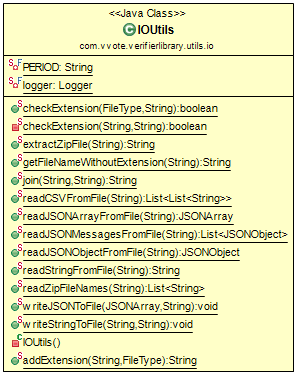 <<Java Class>>
IOUtils
com.vvote.verifierlibrary.utils.io
PERIOD: String
logger: Logger
checkExtension(FileType,String):boolean
checkExtension(String,String):boolean
extractZipFile(String):String
getFileNameWithoutExtension(String):String
join(String,String):String
readCSVFromFile(String):List<List<String>>
readJSONArrayFromFile(String):JSONArray
readJSONMessagesFromFile(String):List<JSONObject>
readJSONObjectFromFile(String):JSONObject
readStringFromFile(String):String
readZipFileNames(String):List<String>
writeJSONToFile(JSONArray,String):void
writeStringToFile(String,String):void
IOUtils()
addExtension(String,FileType):String